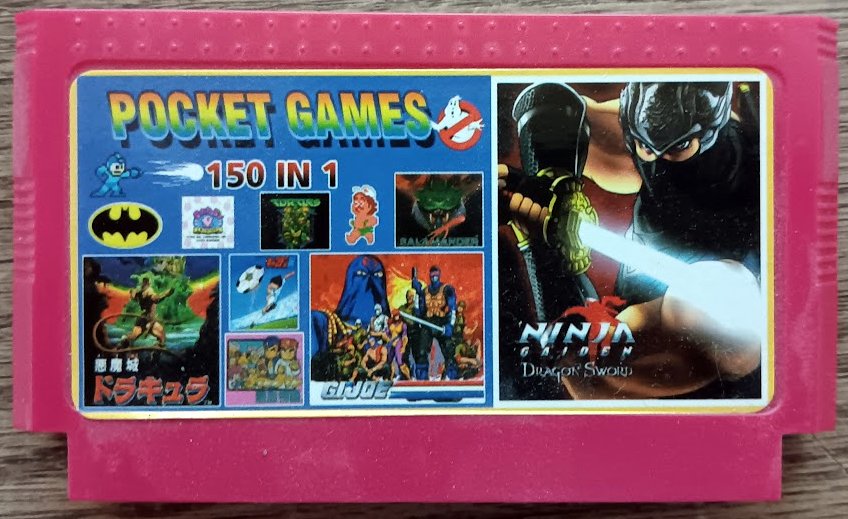 POCKET GAMES
150 IN 1
SALAMANDER
悪魔城
ドラキュラ
G.I.JOE
NINJA
GAIDEN
DRAGON SWORD